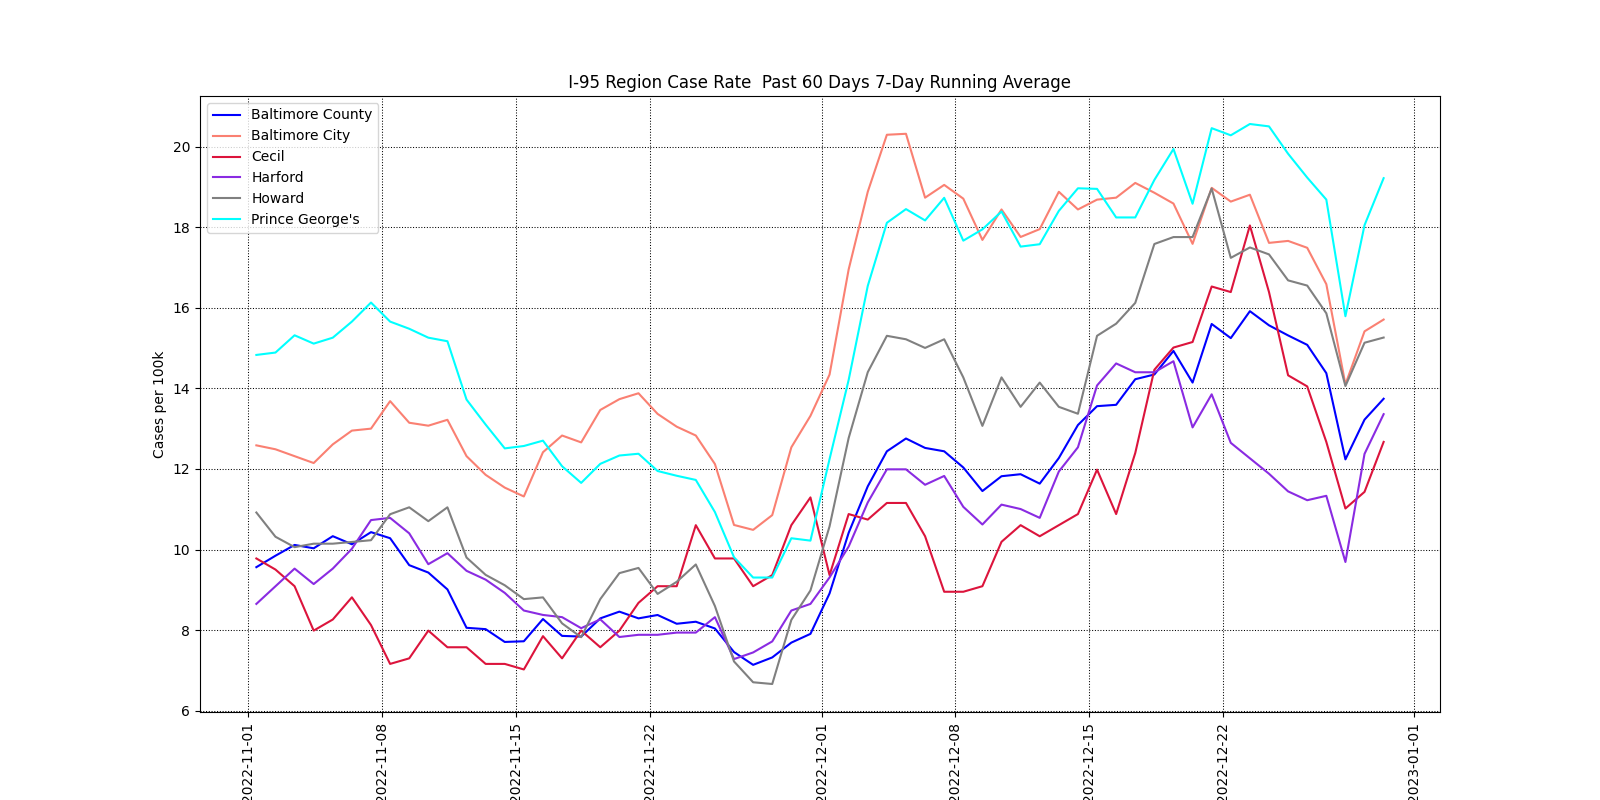 I-95 Region Case Rate  Past 60 Days 7-Day Running Average
Baltimore County
Baltimore City
Cecil
Harford
Howard
Prince George's
Cases per 100k
20
18
16
14
12
10
8
6
2022-11-01
2022-11-08
2022-11-15
2022-11-22
2022-12-01
2022-12-08
2022-12-15
2022-12-22
2023-01-01